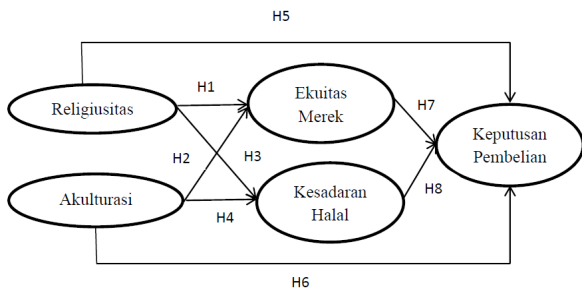 H5
Religiusitas
H1
Ekuitas
Merek
H7
Keputusan
Pembelian
H2
H3
Akulturasi
H4
Kesadaran
Halal
H8
H6